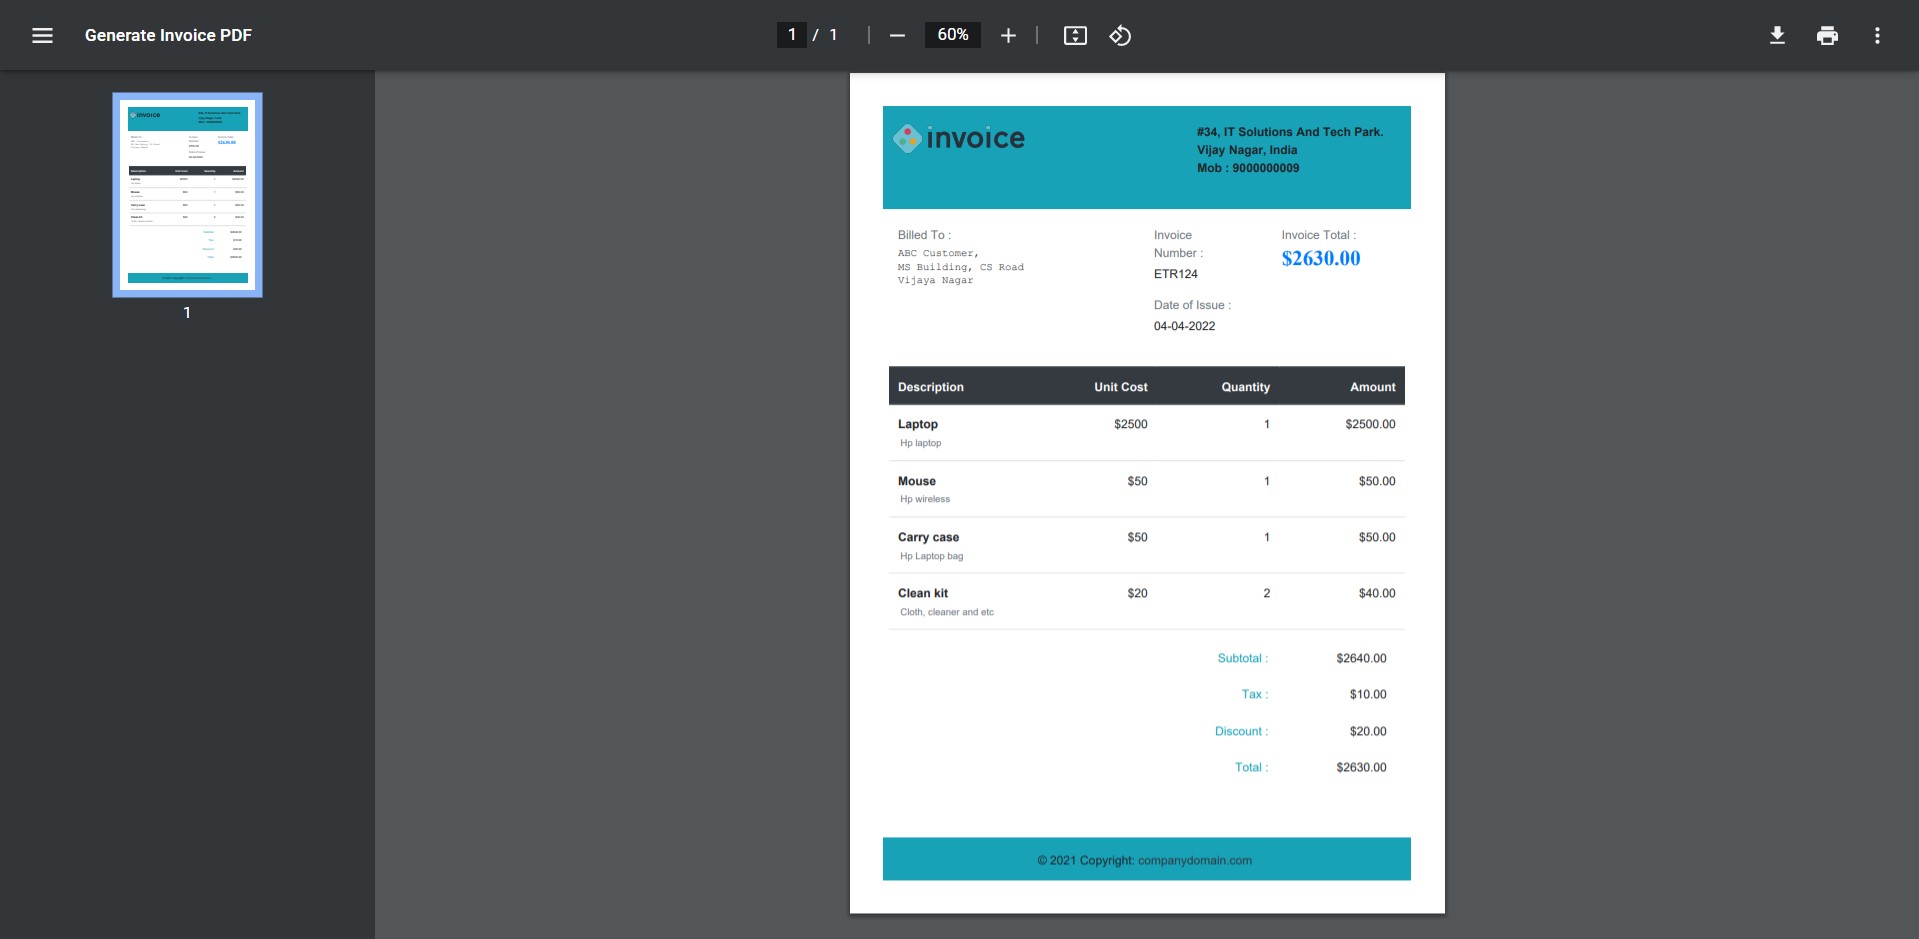 Generate Invoice PDF
1 / 1
60%
1
invoice
#34, IT Solutions And Tech Park.
Vijay Nagar, India
Mob : 9000000009
Billed To :
ABC Customer,
MS Building, CS Road
Vijaya Nagar
Invoice
Number :
ETR124
Date of Issue :
04-04-2022
Invoice Total :
$2630.00
Description Unit Cost Quantity Amount
Laptop $2500 1 $2500.00
Hp laptop
Mouse $50 1 $50.00
Hp wireless
Carry case $50 1 $50.00
Hp Laptop bag
Clean kit $20 2 $40.00
Cloth, cleaner and etc
Subtotal : $2640.00
Tax : $10.00
Discount : $20.00
Total : $2630.00
© 2021 Copyright: companydomain.com